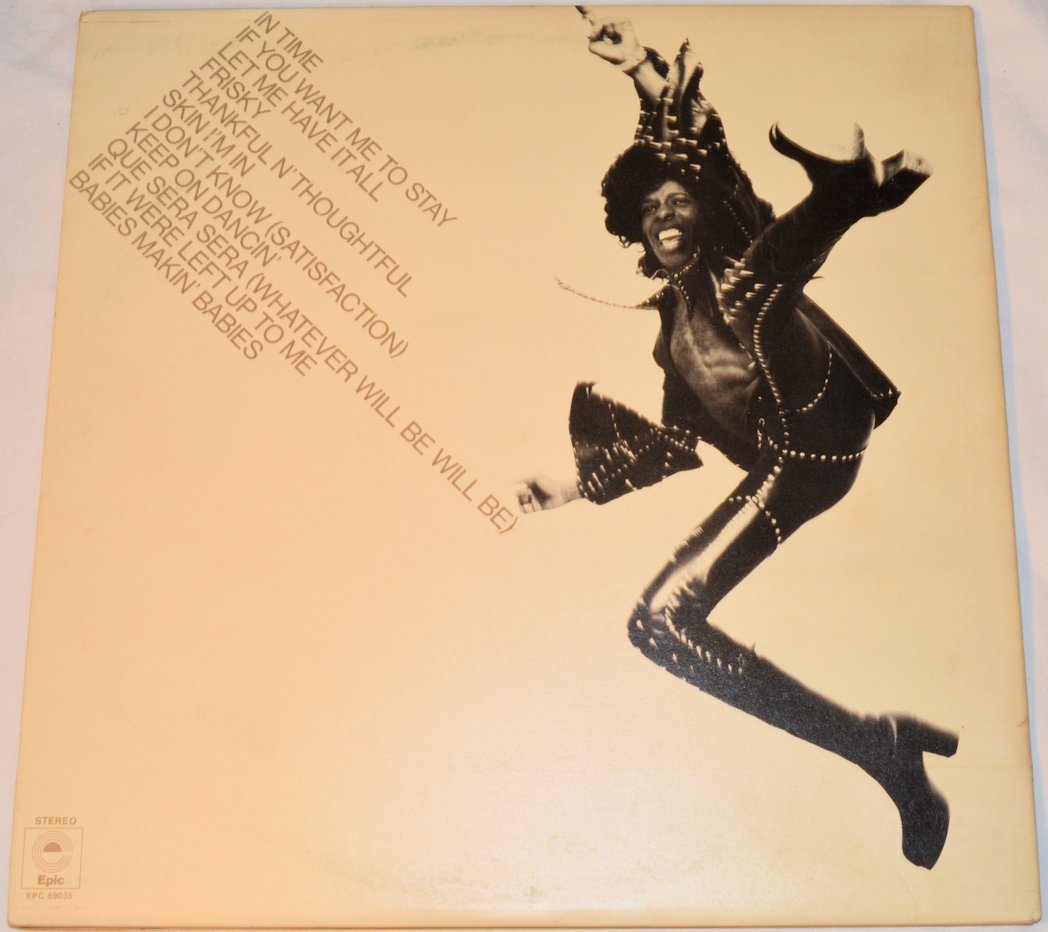 IN TIME
IF YOU WANT ME TO STAY
LET ME HAVE IT ALL
FRISKY
THANKFUL N' THOUGHTFUL
SKIN I'M IN
I DON'T KNOW (SATISFACTION)
KEEP ON DANCIN'
QUE SERA SERA (WHATEVER WILL BE WILL BE)
IF IT WERE LEFT UP TO ME
BABIES MAKIN' BABIES
STEREO
Epic
EPC 69039